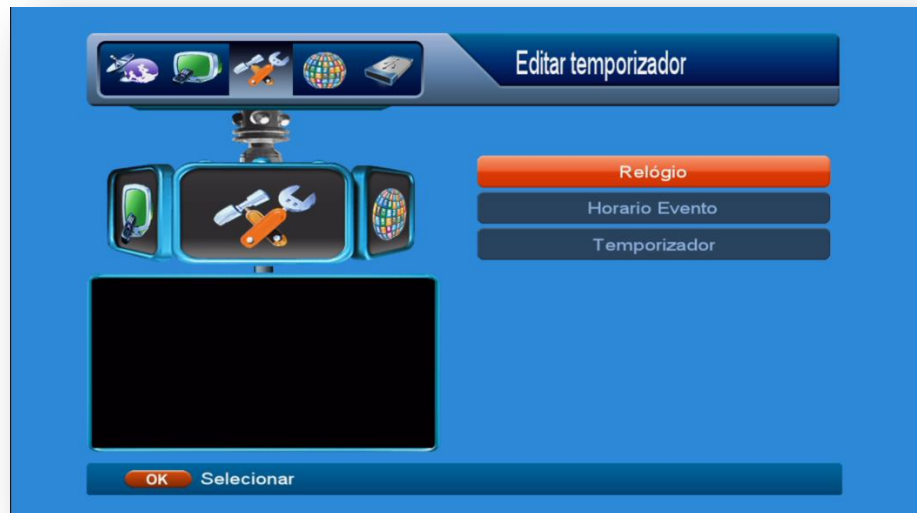 Editar temporizador
Relógio
Horario Evento
Temporizador
OK Selecionar